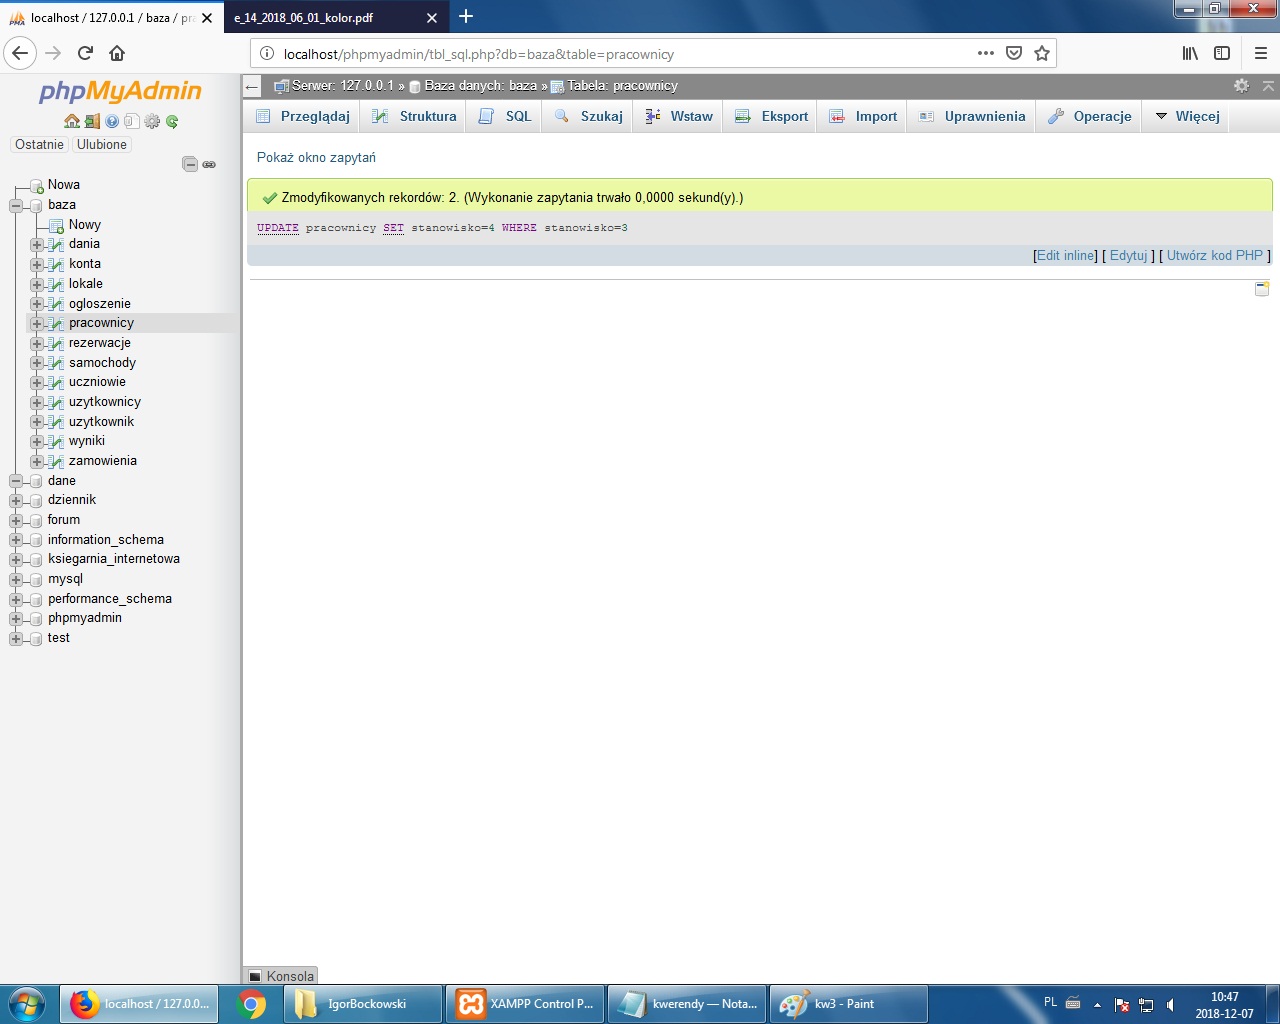 localhost / 127.0.0.1 / baza / pra
e_14_2018_06_01_kolor.pdf
localhost/phpmyadmin/tbl_sql.php?db=baza&table=pracownicy
phpMyAdmin
Ostatnie Ulubione
Nowa
baza
Nowy
dania
konta
lokale
ogloszenie
pracownicy
rezerwacje
samochody
uczniowie
uzytkownicy
uzytkownik
wyniki
zamowienia
dane
dziennik
forum
information_schema
ksiegarnia_internetowa
mysql
performance_schema
phpmyadmin
test
Serwer: 127.0.0.1 » Baza danych: baza » Tabela: pracownicy
Przeglądaj Struktura SQL Szukaj Wstaw Eksport Import Uprawnienia Operacje Więcej
Pokaż okno zapytań
Zmodyfikowanych rekordów: 2. (Wykonanie zapytania trwało 0,0000 sekund(y).)
UPDATE pracownicy SET stanowisko=4 WHERE stanowisko=3
[Edit inline] [ Edytuj ] [ Utwórz kod PHP ]
Konsola
localhost / 127.0.0... IgorBockowski XAMPP Control P... kwerendy — Nota... kw3 - Paint PL 10:47
2018-12-07